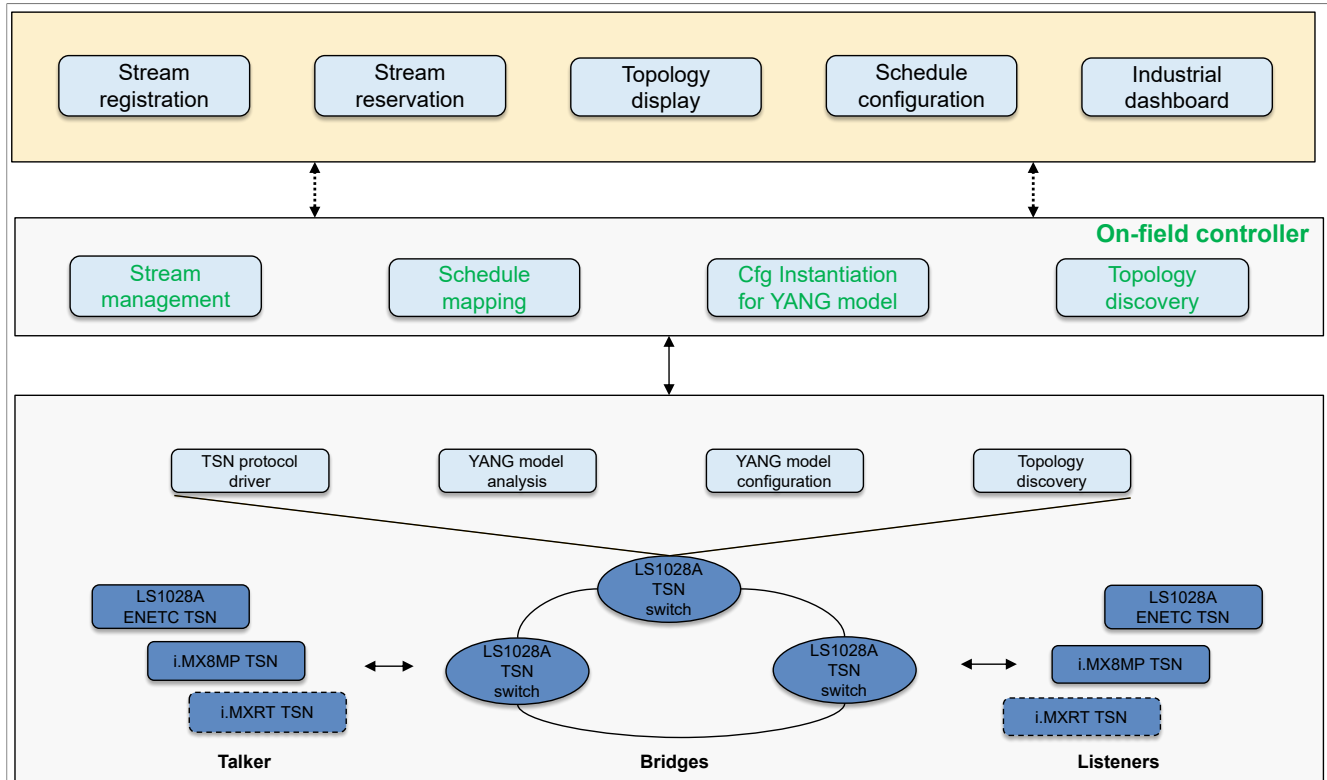 Stream
registration
Stream
reservation
Topology
display
Schedule
configuration
Industrial
dashboard
On-field controller
Stream
management
Schedule
mapping
Cfg Instantiation
for YANG model
Topology
discovery
TSN protocol
driver
YANG model
analysis
YANG model
configuration
Topology
discovery
LS1028A
TSN
switch
LS1028A
ENETC TSN
i.MX8MP TSN
i.MXRT TSN
LS1028A
TSN
switch
LS1028A
TSN
switch
LS1028A
ENETC TSN
i.MX8MP TSN
i.MXRT TSN
Talker
Bridges
Listeners